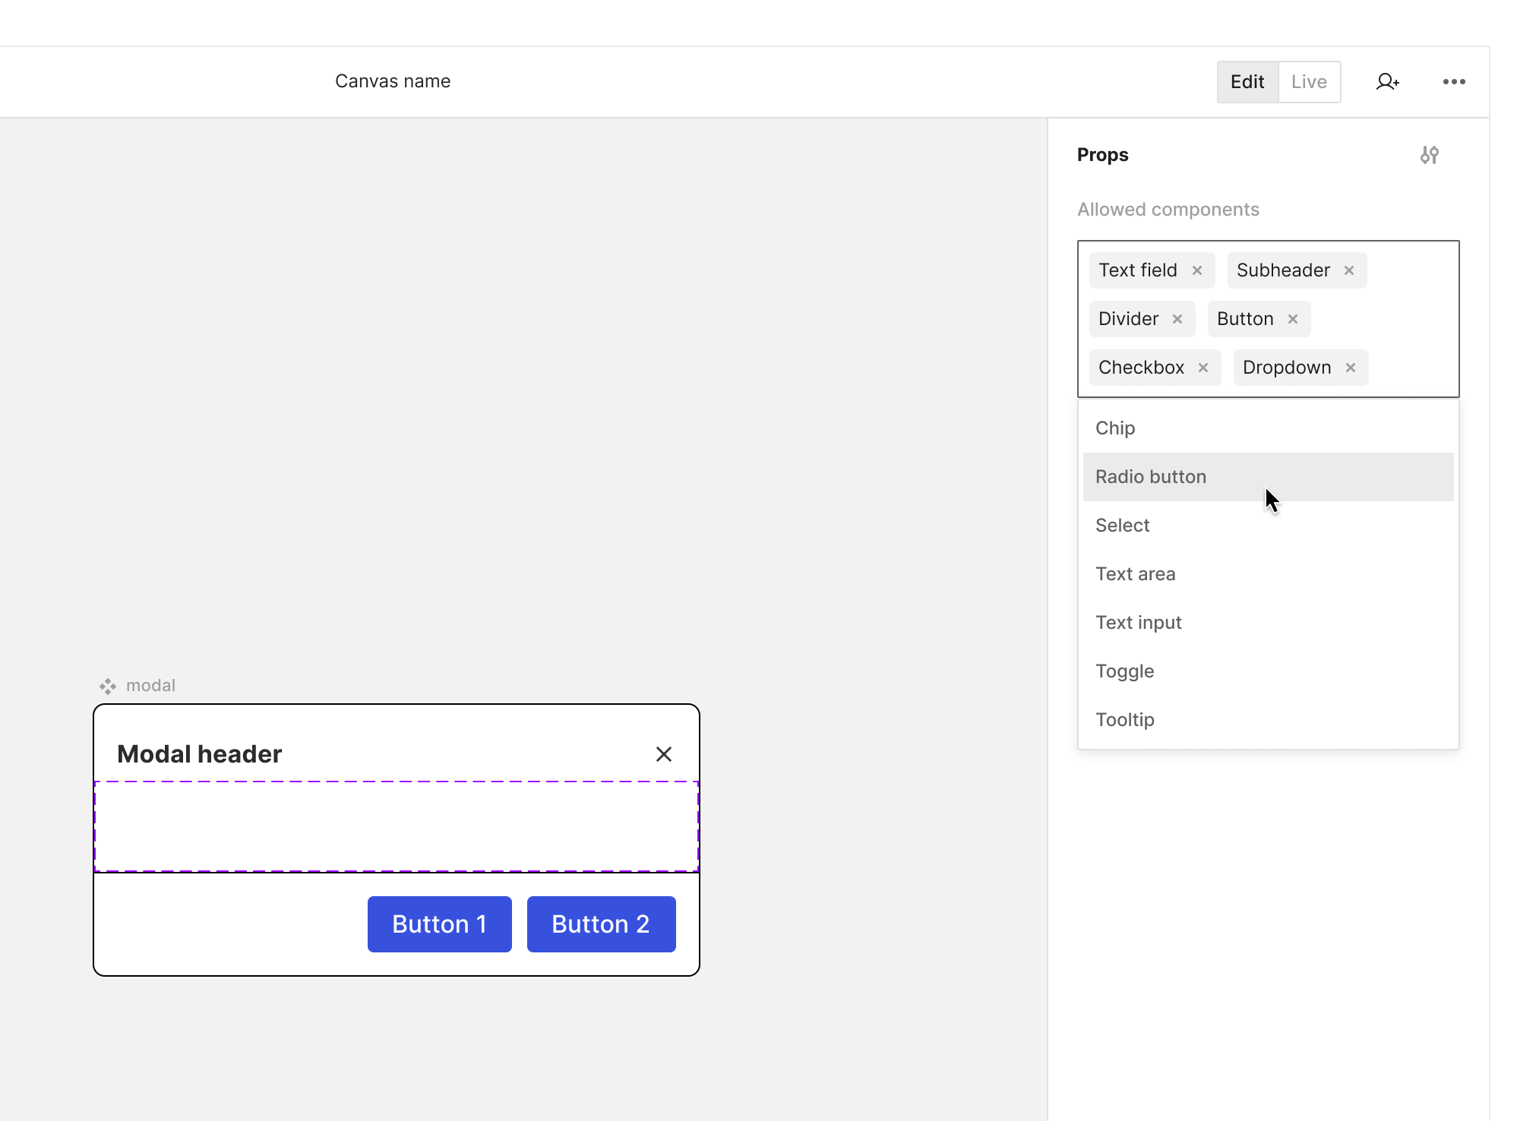 Canvas name
Edit Live
Props
Allowed components
Text field × Subheader ×
Divider × Button ×
Checkbox × Dropdown ×
Chip
Radio button
Select
Text area
Text input
Toggle
Tooltip
modal
Modal header
Button 1 Button 2